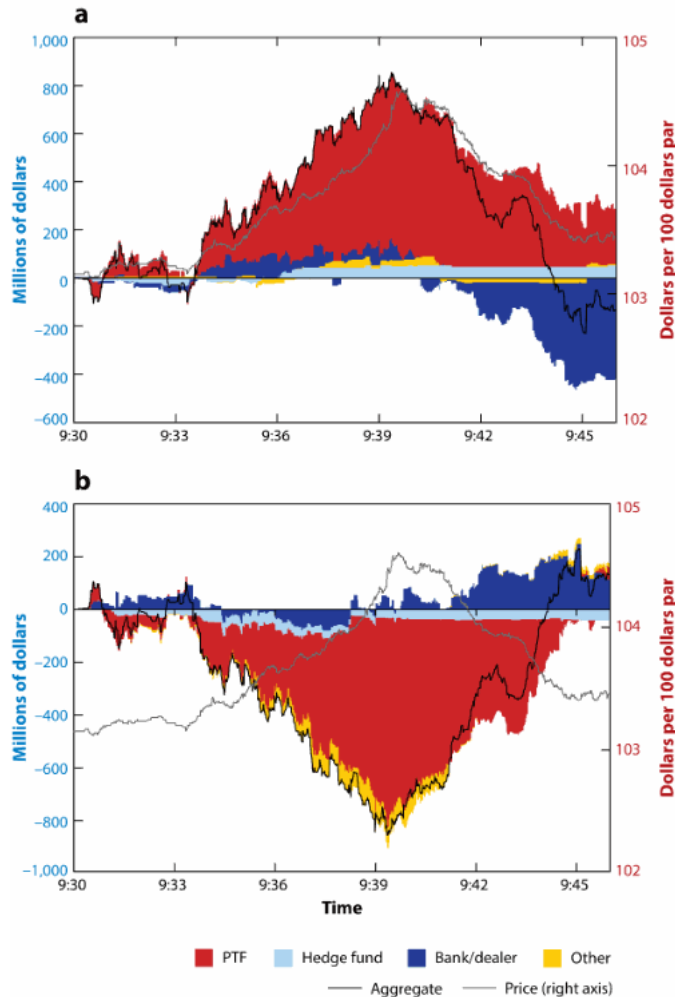 a
1,000
800
600
400
200
0
−200
−400
−600
Millions of dollars
105
104
103
102
Dollars per 100 dollars par
9:30 9:33 9:36 9:39 9:42 9:45
b
400
200
0
−200
−400
−600
−800
−1,000
Millions of dollars
105
104
103
102
Dollars per 100 dollars par
9:30 9:33 9:36 9:39 9:42 9:45
Time
PTF Hedge fund Bank/dealer Other
Aggregate Price (right axis)